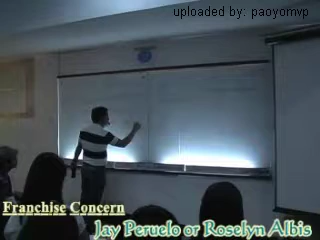 uploaded by: paoyomvp
Franchise Concern
Jay Peruelo or Roselyn Albis